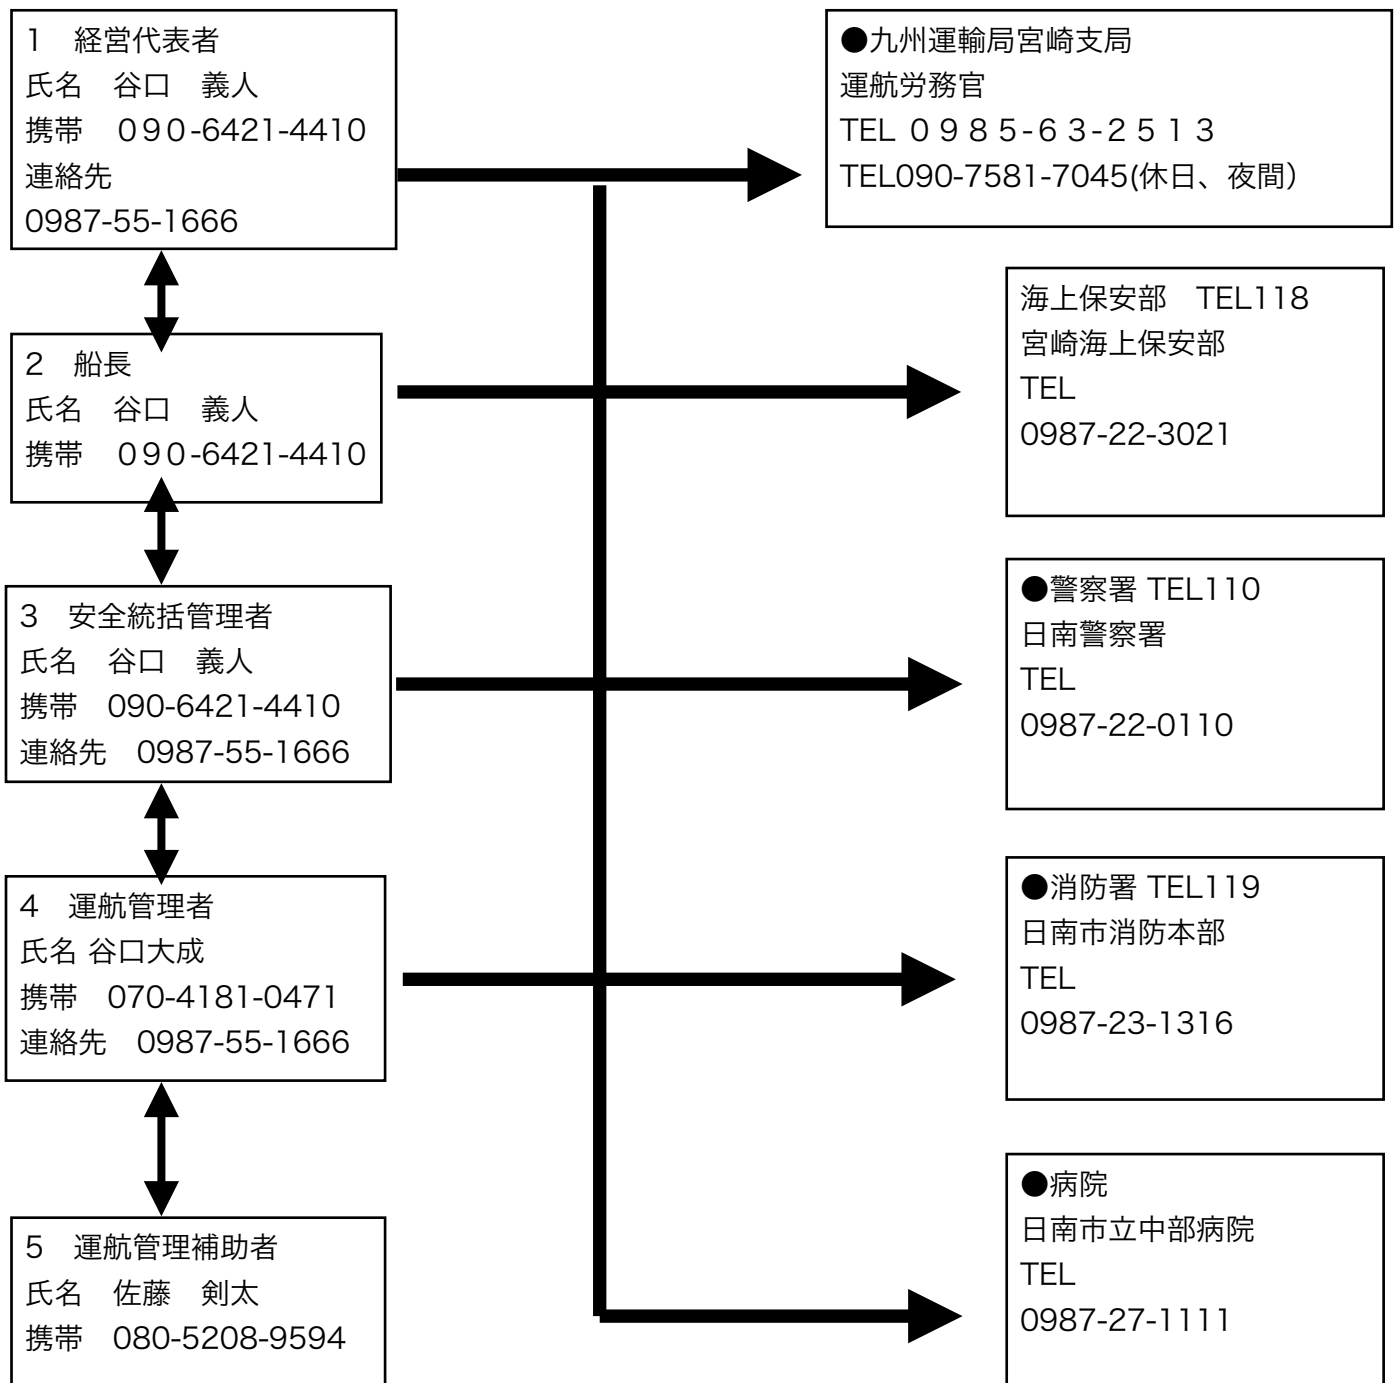 1　経営代表者
氏名　谷口　義人
携帯　０９０-6421-4410
連絡先
0987-55-1666
●九州運輸局宮崎支局
運航労務官
TEL ０９８５-６３-２５１３
TEL090-7581-7045(休日、夜間）
2　船長
氏名　谷口　義人
携帯　０９０-6421-4410
海上保安部　TEL118
宮崎海上保安部
TEL
0987-22-3021
3　安全統括管理者
氏名　谷口　義人
携帯　090-6421-4410
連絡先　0987-55-1666
●警察署 TEL110
日南警察署
TEL
0987-22-0110
4　運航管理者
氏名 谷口大成
携帯　070-4181-0471
連絡先　0987-55-1666
●消防署 TEL119
日南市消防本部
TEL
0987-23-1316
5　運航管理補助者
氏名　佐藤　剣太
携帯　080-5208-9594
●病院
日南市立中部病院
TEL
0987-27-1111